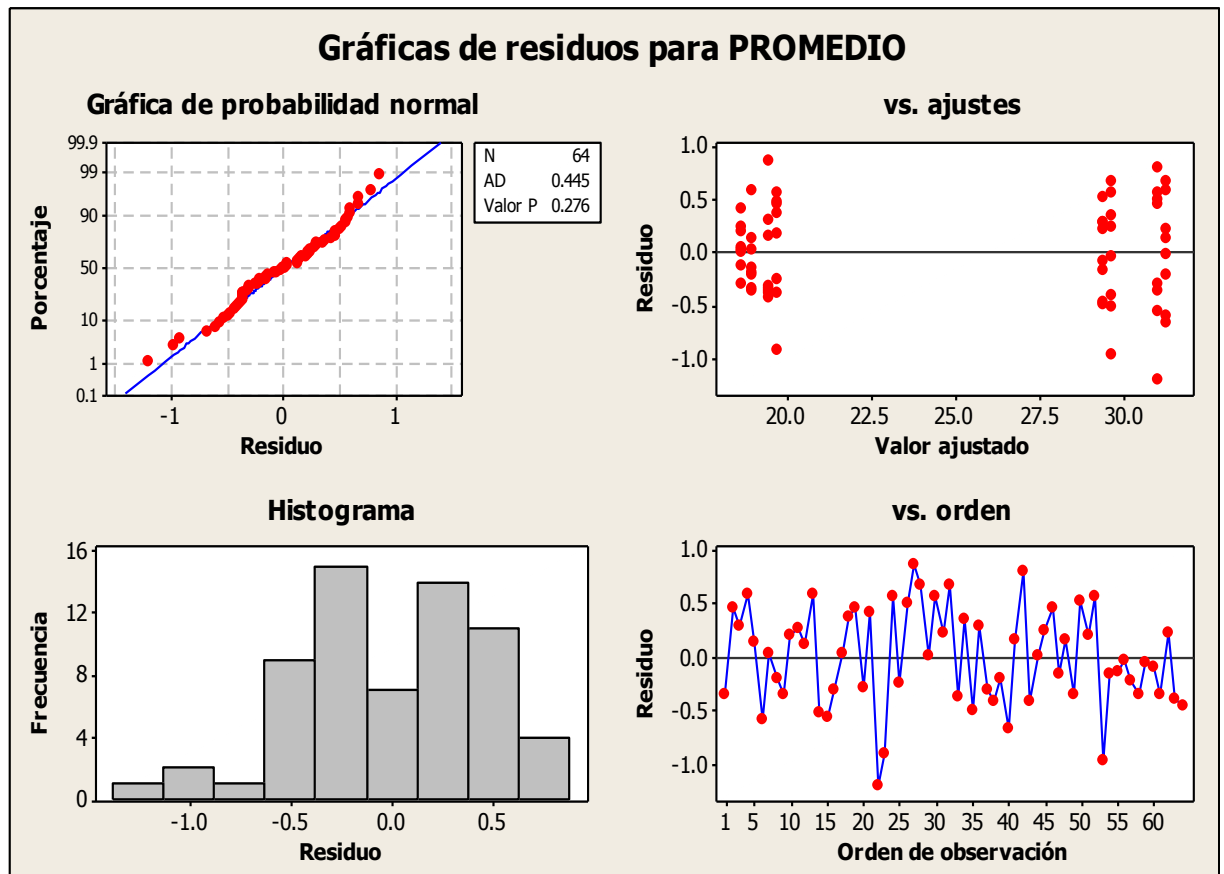 Gráficas de residuos para PROMEDIO
Gráfica de probabilidad normal
99.9
99
90
50
10
1
0.1
Porcentaje
-1
0
1
Residuo
N 64
AD 0.445
Valor P 0.276
vs. ajustes
1.0
0.5
0.0
-0.5
-1.0
Residuo
20.0
22.5
25.0
27.5
30.0
Valor ajustado
Histograma
16
12
8
4
0
Frecuencia
-1.0
-0.5
0.0
0.5
Residuo
vs. orden
1.0
0.5
0.0
-0.5
-1.0
Residuo
1
5
10
15
20
25
30
35
40
45
50
55
60
Orden de observación